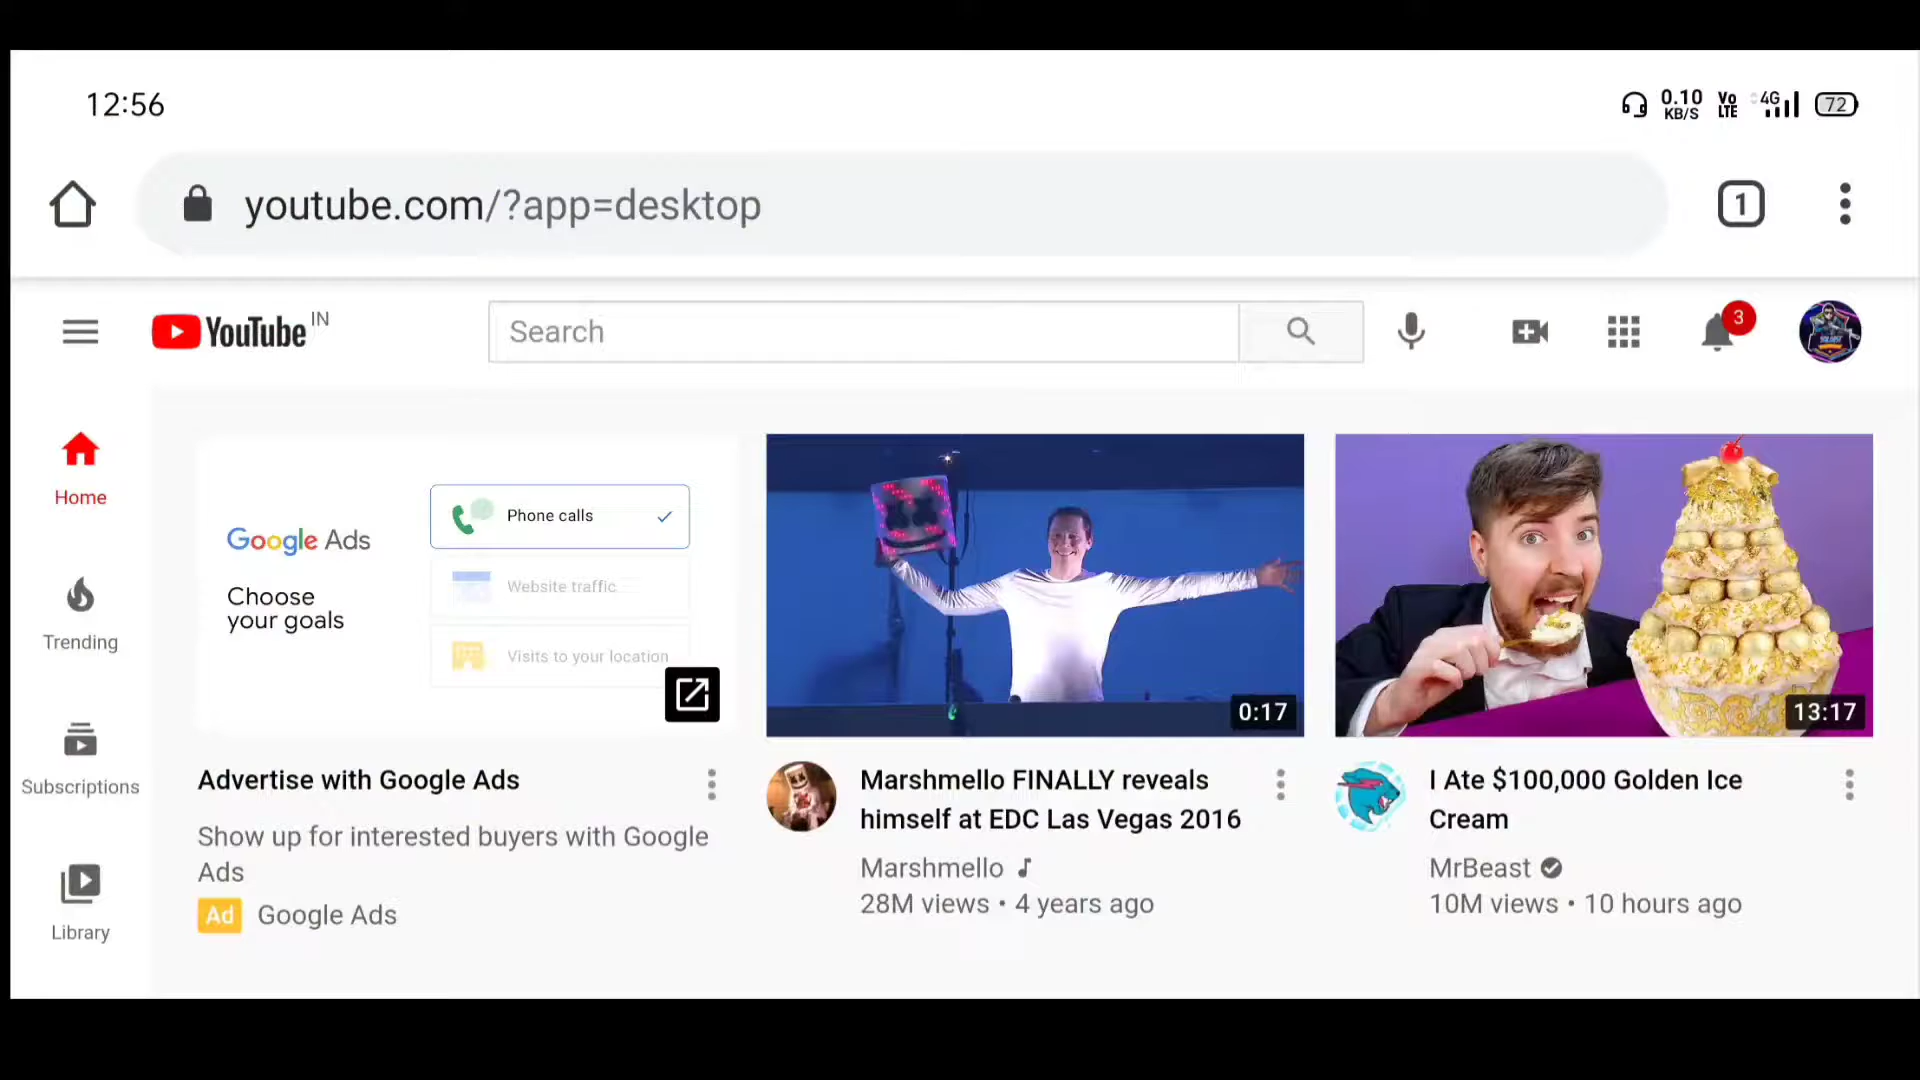 12:56
0.10
KB/S
Vo
LTE
4G
72
youtube.com/?app=desktop
1
YouTube IN
Search
3
Home
Trending
Subscriptions
Library
Google Ads
Choose
your goals
Phone calls
Website traffic
Visits to your location
Advertise with Google Ads
Show up for interested buyers with Google
Ads
Ad Google Ads
0:17
Marshmello FINALLY reveals
himself at EDC Las Vegas 2016
Marshmello
28M views • 4 years ago
13:17
I Ate $100,000 Golden Ice
Cream
MrBeast
10M views • 10 hours ago